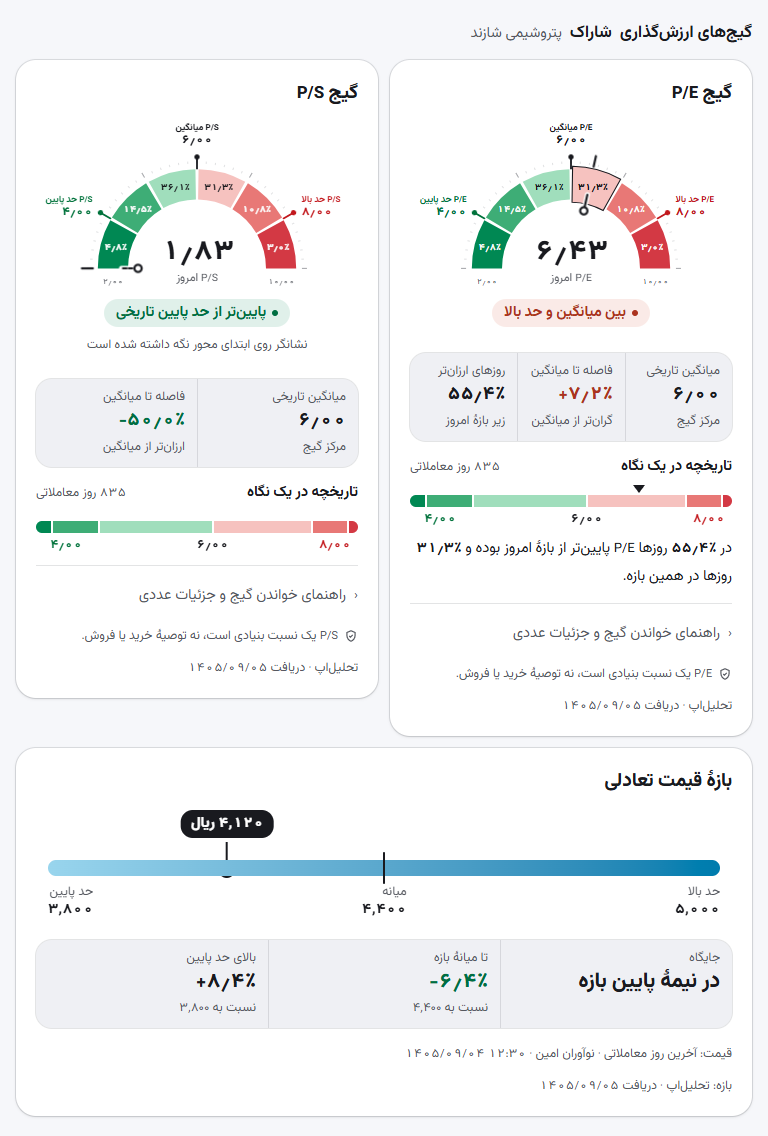 گیج‌های ارزش‌گذاری شاراک پتروشیمی شازند
گیج P/E
P/E میانگین
۶٫۰۰
P/E حد پایین
۴٫۰۰
P/E حد بالا
۸٫۰۰
۴٫۸٪
۱۴٫۵٪
۳۶٫۱٪
۳۱٫۳٪
۱۰٫۸٪
۳٫۰٪
۲٫۰۰
۱۰٫۰۰
۶٫۴۳
P/E امروز
بین میانگین و حد بالا
میانگین تاریخی
۶٫۰۰
مرکز گیج
فاصله تا میانگین
+۷٫۲٪
گران‌تر از میانگین
روزهای ارزان‌تر
۵۵٫۴٪
زیر بازهٔ امروز
تاریخچه در یک نگاه
۸۳۵ روز معاملاتی
۴٫۰۰
۶٫۰۰
۸٫۰۰
در ۵۵٫۴٪ روزها P/E پایین‌تر از بازهٔ امروز بوده و ۳۱٫۳٪
روزها در همین بازه.
راهنمای خواندن گیج و جزئیات عددی
P/E یک نسبت بنیادی است، نه توصیهٔ خرید یا فروش.
تحلیل‌اپ · دریافت ۱۴۰۵/۰۹/۰۵
گیج P/S
P/S میانگین
۶٫۰۰
P/S حد پایین
۴٫۰۰
P/S حد بالا
۸٫۰۰
۴٫۸٪
۱۴٫۵٪
۳۶٫۱٪
۳۱٫۳٪
۱۰٫۸٪
۳٫۰٪
۲٫۰۰
۱۰٫۰۰
۱٫۸۳
P/S امروز
پایین‌تر از حد پایین تاریخی
نشانگر روی ابتدای محور نگه داشته شده است
میانگین تاریخی
۶٫۰۰
مرکز گیج
فاصله تا میانگین
-۵۰٫۰٪
ارزان‌تر از میانگین
تاریخچه در یک نگاه
۸۳۵ روز معاملاتی
۴٫۰۰
۶٫۰۰
۸٫۰۰
راهنمای خواندن گیج و جزئیات عددی
P/S یک نسبت بنیادی است، نه توصیهٔ خرید یا فروش.
تحلیل‌اپ · دریافت ۱۴۰۵/۰۹/۰۵
بازهٔ قیمت تعادلی
۴,۱۲۰ ریال
حد بالا
۵,۰۰۰
میانه
۴,۴۰۰
حد پایین
۳,۸۰۰
جایگاه
در نیمهٔ پایین بازه
تا میانهٔ بازه
-۶٫۴٪
نسبت به ۴,۴۰۰
بالای حد پایین
+۸٫۴٪
نسبت به ۳,۸۰۰
قیمت: آخرین روز معاملاتی · نوآوران امین · ۱۲:۳۰ ۱۴۰۵/۰۹/۰۴
بازه: تحلیل‌اپ · دریافت ۱۴۰۵/۰۹/۰۵